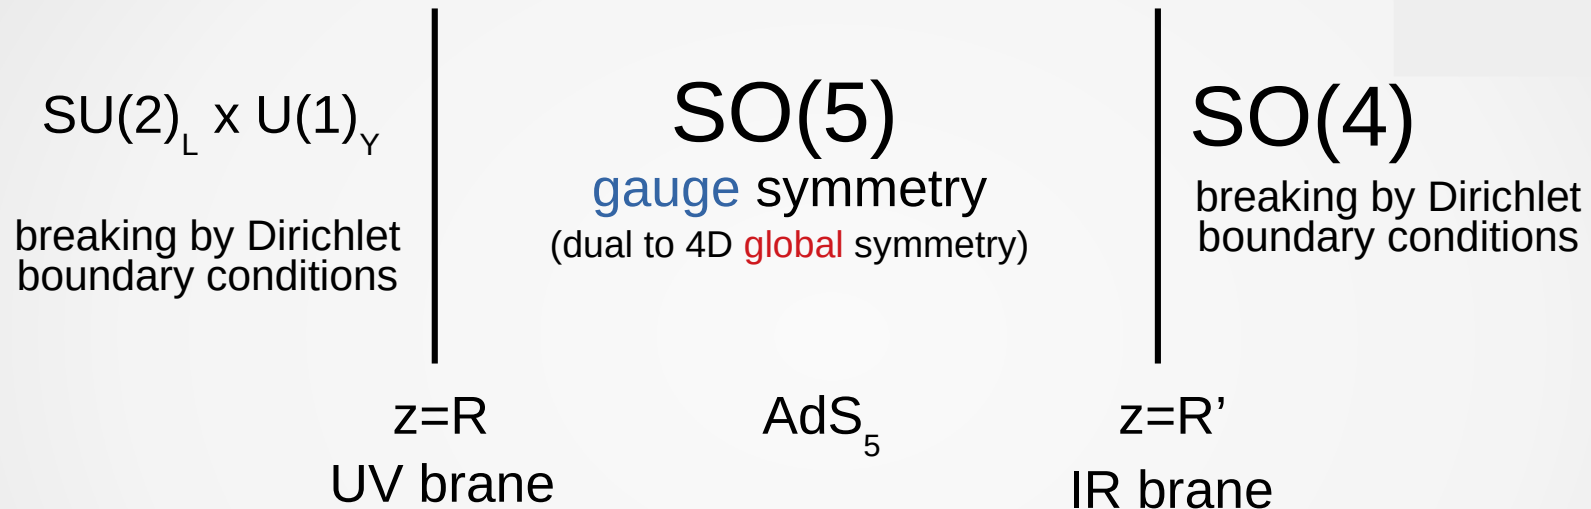 SU(2)L x U(1)Y
breaking by Dirichlet
boundary conditions
SO(5)
gauge symmetry
(dual to 4D global symmetry)
SO(4)
breaking by Dirichlet
boundary conditions
z=R
UV brane
AdS5
z=R’
IR brane